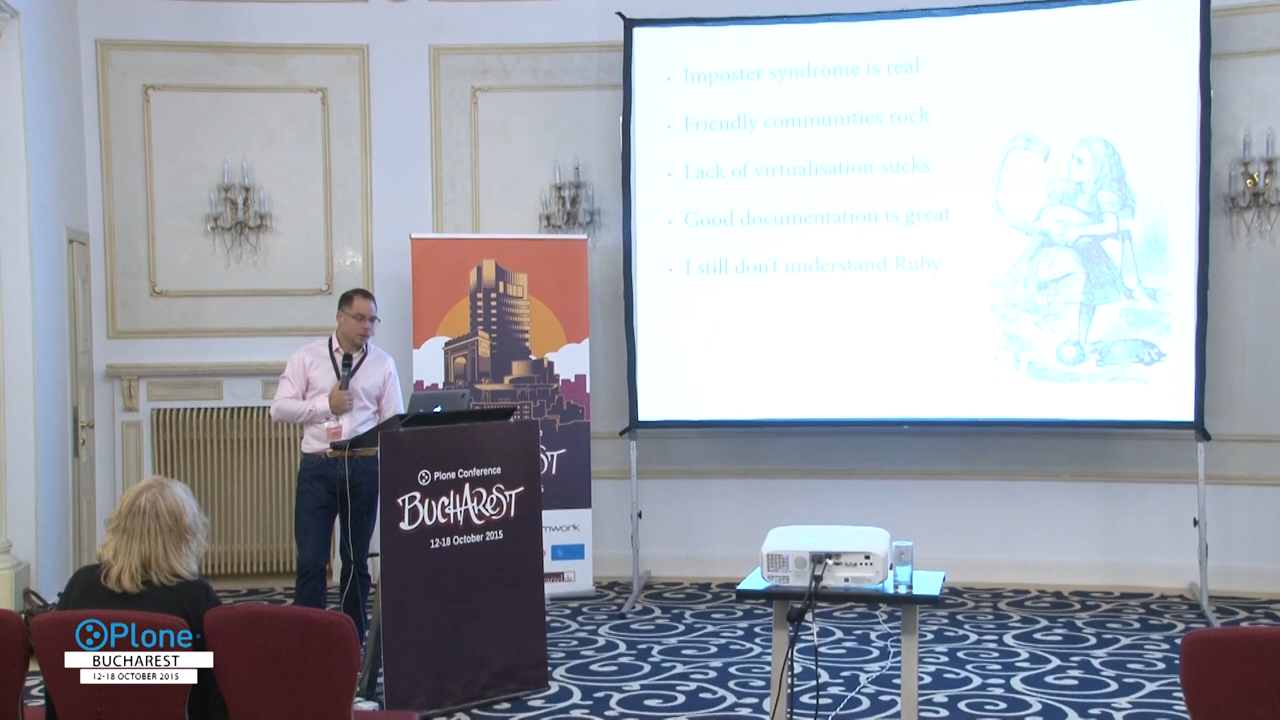 Imposter syndrome is real
Friendly communities rock
Lack of virtualisation sucks
Good documentation is great
I still don't understand Ruby
Plone Conference
BUCHAREST
12-18 October 2015
Plone
BUCHAREST
12-18 OCTOBER 2015